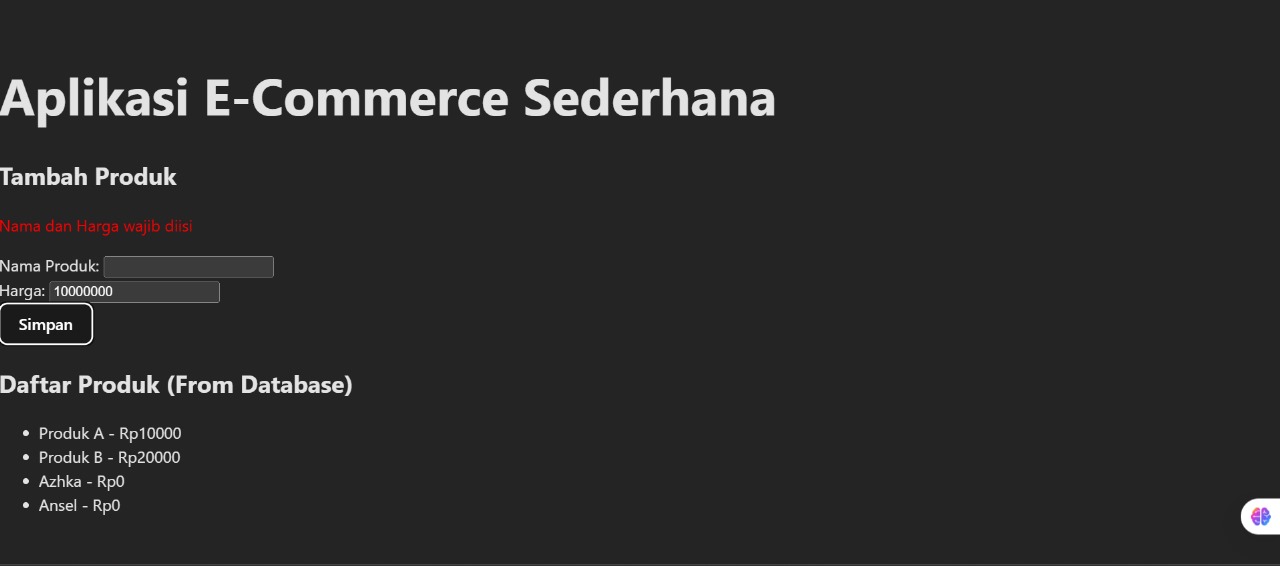 Aplikasi E-Commerce Sederhana
Tambah Produk
Nama dan Harga wajib diisi
Nama Produk:
Harga: 10000000
Simpan
Daftar Produk (From Database)
• Produk A - Rp10000
• Produk B - Rp20000
• Azhka - Rp0
• Ansel - Rp0